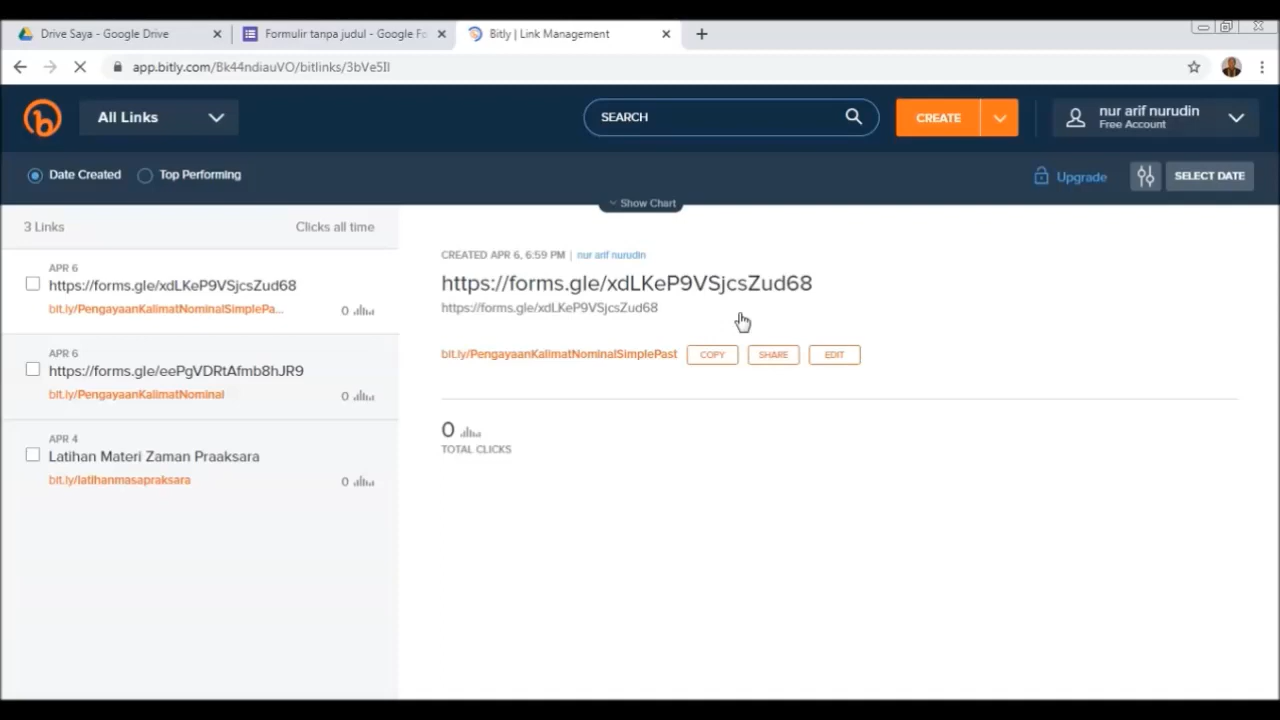 Drive Saya - Google Drive
Formulir tanpa judul - Google Fo
Bitly | Link Management
app.bitly.com/Bk44ndiauVO/bitlinks/3bVe5Il
b
All Links
SEARCH
CREATE
nur arif nurudin
Free Account
Date Created
Top Performing
Upgrade
SELECT DATE
Show Chart
3 Links
Clicks all time
APR 6
https://forms.gle/xdLKeP9VSjcsZud68
bit.ly/PengayaanKalimatNominalSimplePa...
0
APR 6
https://forms.gle/eePgVDRtAfmb8hJR9
bit.ly/PengayaanKalimatNominal
0
APR 4
Latihan Materi Zaman Praaksara
bit.ly/latihanmasapraksara
0
CREATED APR 6, 6:59 PM | nur arif nurudin
https://forms.gle/xdLKeP9VSjcsZud68
https://forms.gle/xdLKeP9VSjcsZud68
bit.ly/PengayaanKalimatNominalSimplePast
COPY
SHARE
EDIT
0
TOTAL CLICKS